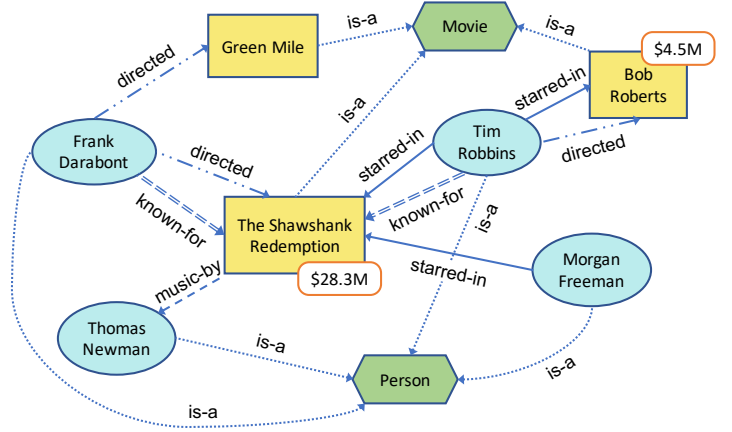 Movie
is-a
is-a
Green Mile
$4.5M
Bob
Roberts
directed
starred-in
is-a
Frank
Darabont
Tim
Robbins
directed
starred-in
directed
known-for
known-for
The Shawshank
Redemption
is-a
Morgan
Freeman
music-by
$28.3M
starred-in
Thomas
Newman
is-a
Person
is-a
is-a